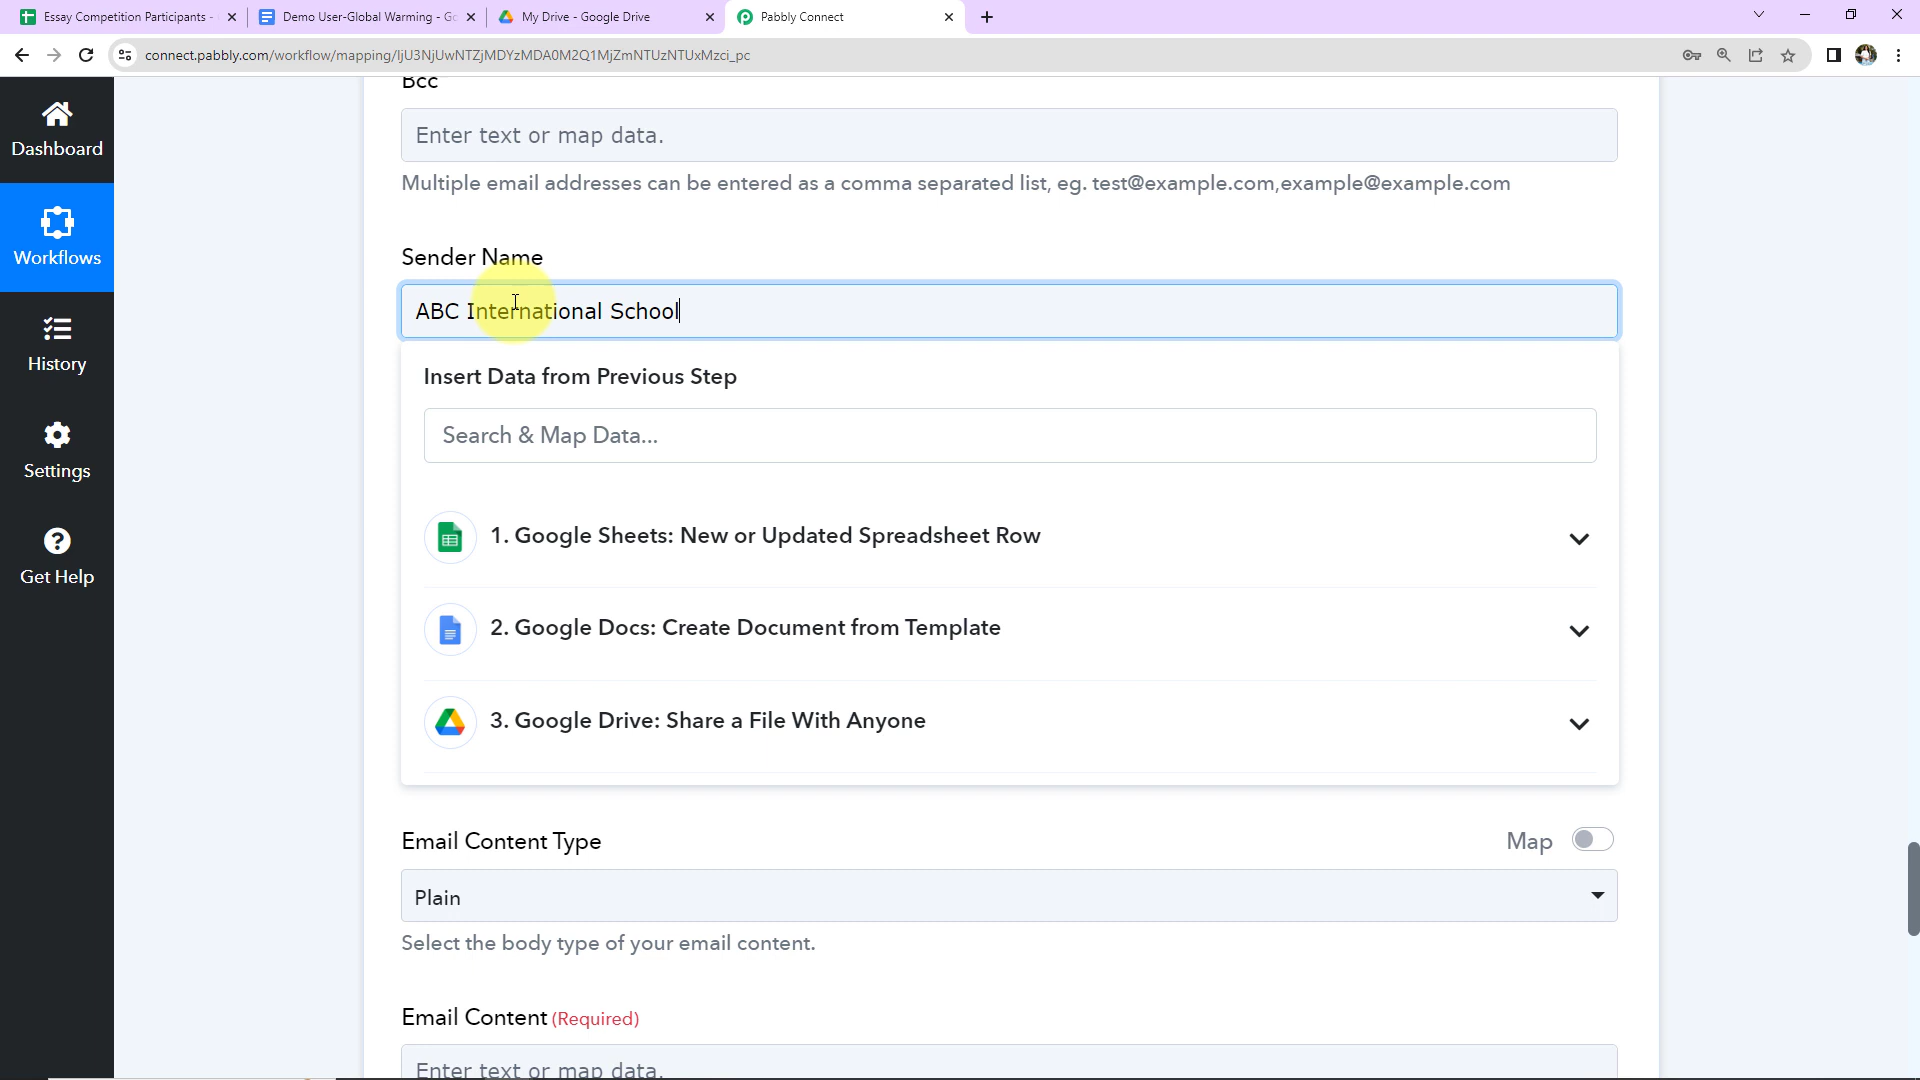 Essay Competition Participants -
Demo User-Global Warming - Go
My Drive - Google Drive
Pabbly Connect
connect.pabbly.com/workflow/mapping/IjU3NjUwNTZjMDYzMDA0M2Q1MjZmNTUzNTUxMzci_pc
Dashboard
Workflows
History
Settings
Get Help
Bcc
Enter text or map data.
Multiple email addresses can be entered as a comma separated list, eg. test@example.com,example@example.com
Sender Name
ABC International School
Insert Data from Previous Step
Search & Map Data...
1. Google Sheets: New or Updated Spreadsheet Row
2. Google Docs: Create Document from Template
3. Google Drive: Share a File With Anyone
Email Content Type
Map
Plain
Select the body type of your email content.
Email Content (Required)
Enter text or map data.